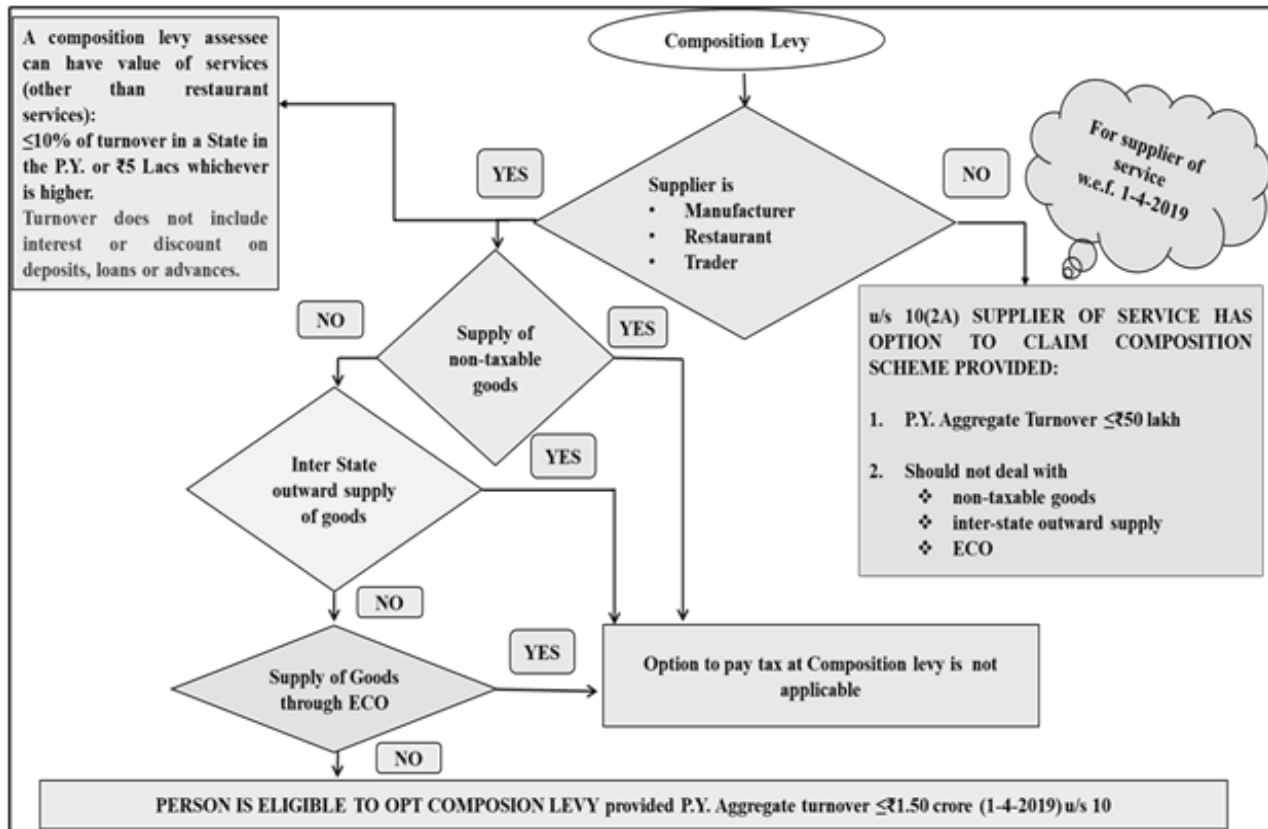 Composition Levy
A composition levy assessee
can have value of services
(other than restaurant
services):
≤10% of turnover in a State in
the P.Y. or ₹5 Lacs whichever
is higher.
Turnover does not include
interest or discount on
deposits, loans or advances.
YES
Supplier is
• Manufacturer
• Restaurant
• Trader
NO
For supplier of
service
w.e.f. 1-4-2019
u/s 10(2A) SUPPLIER OF SERVICE HAS
OPTION TO CLAIM COMPOSITION
SCHEME PROVIDED:
1. P.Y. Aggregate Turnover ≤₹50 lakh
2. Should not deal with
❖ non-taxable goods
❖ inter-state outward supply
❖ ECO
NO
Supply of
non-taxable
goods
YES
Inter State
outward supply
of goods
YES
NO
Supply of Goods
through ECO
YES
Option to pay tax at Composition levy is not
applicable
NO
PERSON IS ELIGIBLE TO OPT COMPOSION LEVY provided P.Y. Aggregate turnover ≤₹1.50 crore (1-4-2019) u/s 10